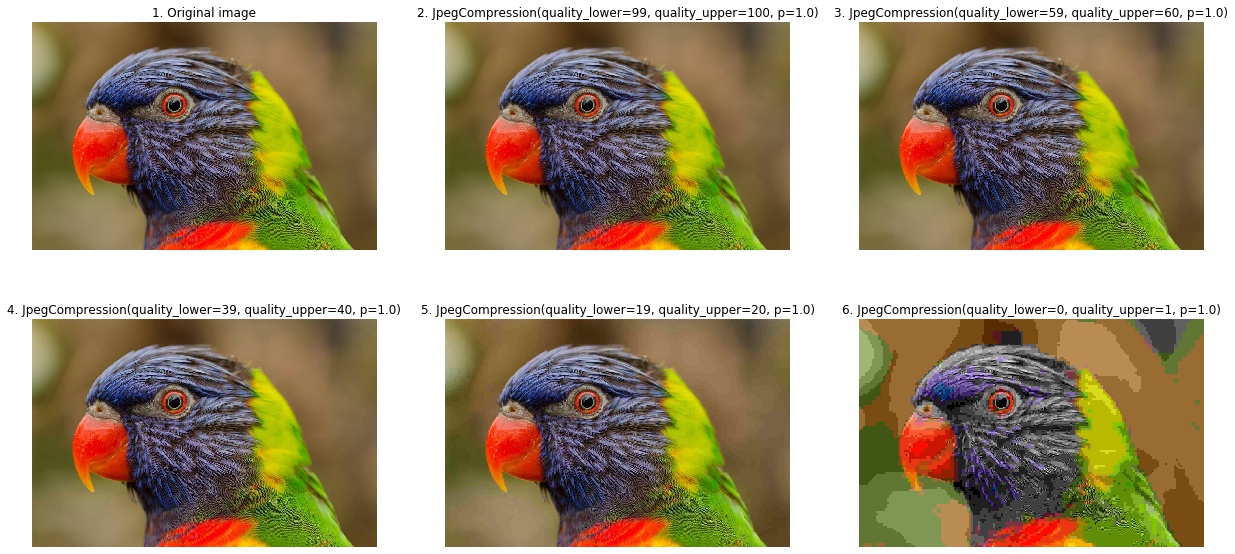 1. Original image
2. JpegCompression(quality_lower=99, quality_upper=100, p=1.0)
3. JpegCompression(quality_lower=59, quality_upper=60, p=1.0)
4. JpegCompression(quality_lower=39, quality_upper=40, p=1.0)
5. JpegCompression(quality_lower=19, quality_upper=20, p=1.0)
6. JpegCompression(quality_lower=0, quality_upper=1, p=1.0)